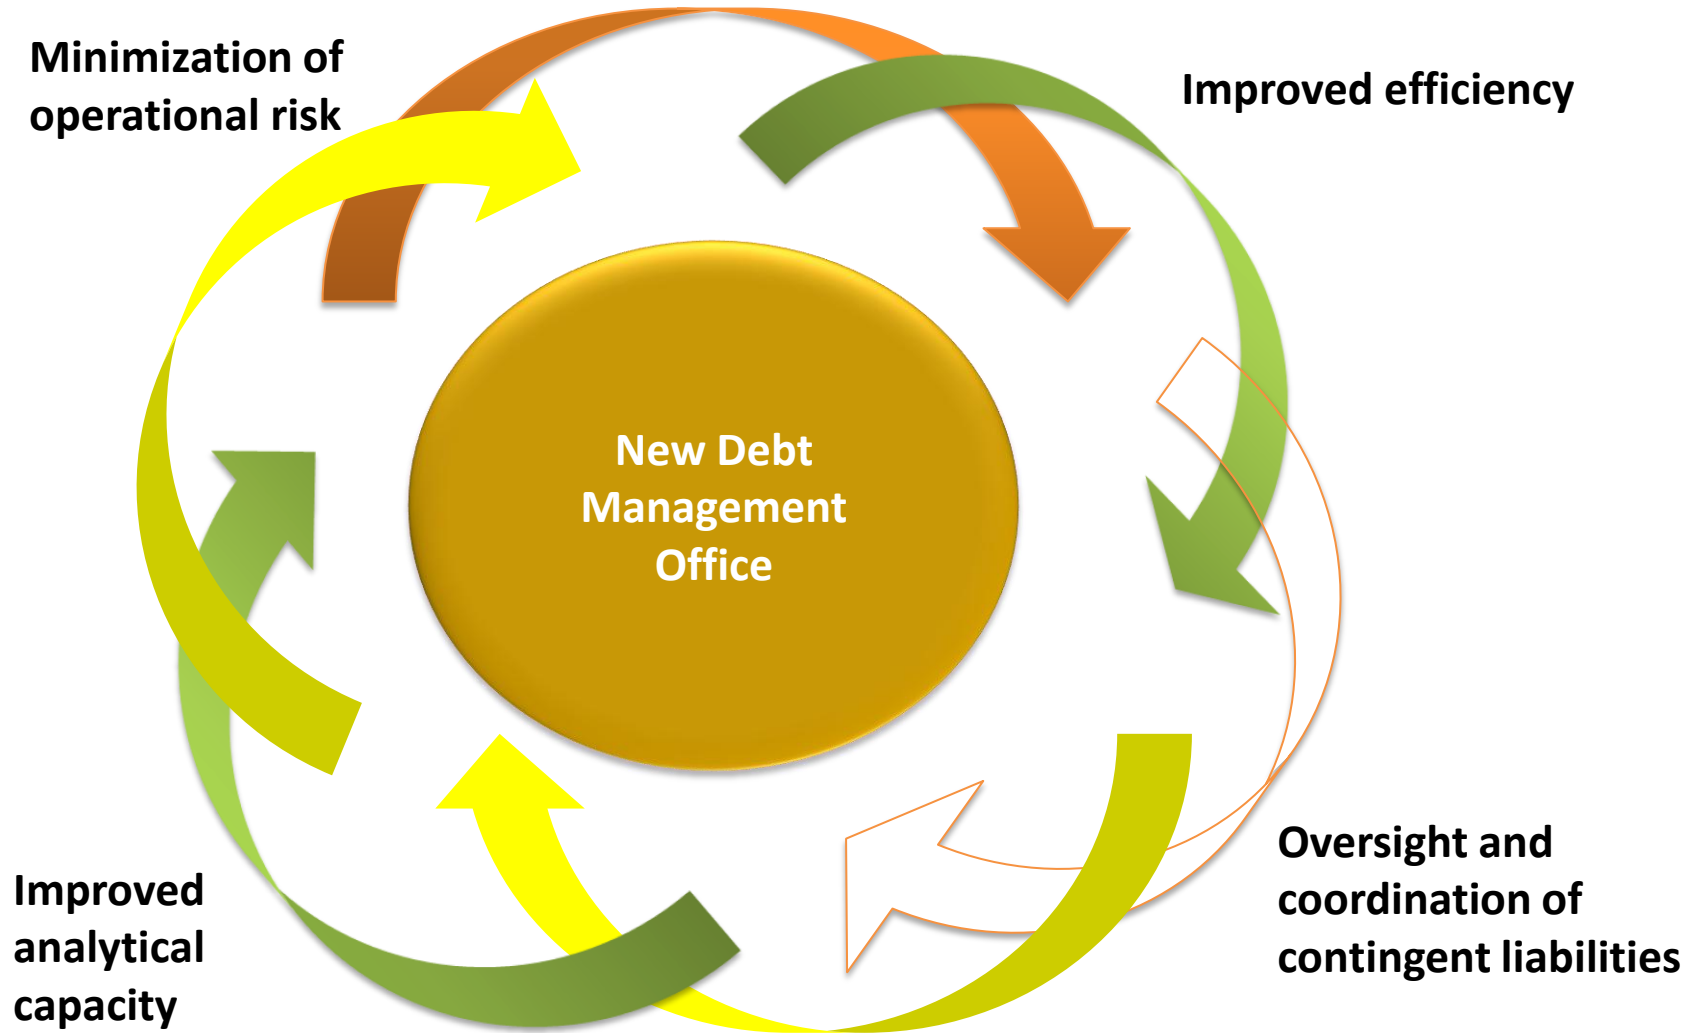 Minimization of
operational risk
Improved efficiency
New Debt
Management
Office
Improved
analytical
capacity
Oversight and
coordination of
contingent liabilities